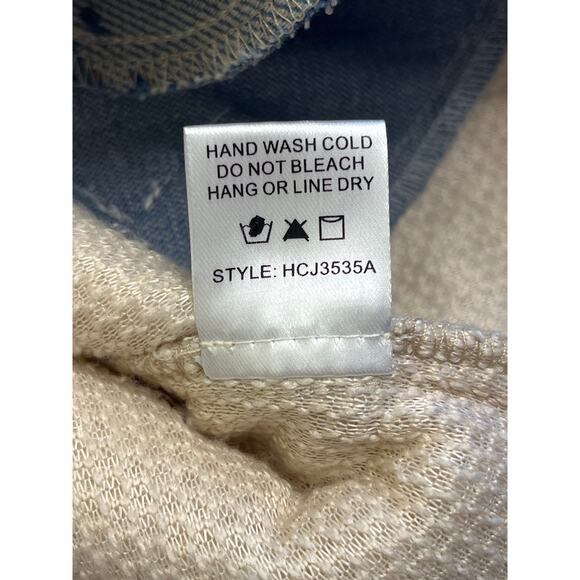 HAND WASH COLD
DO NOT BLEACH
HANG OR LINE DRY
STYLE: HCJ3535A